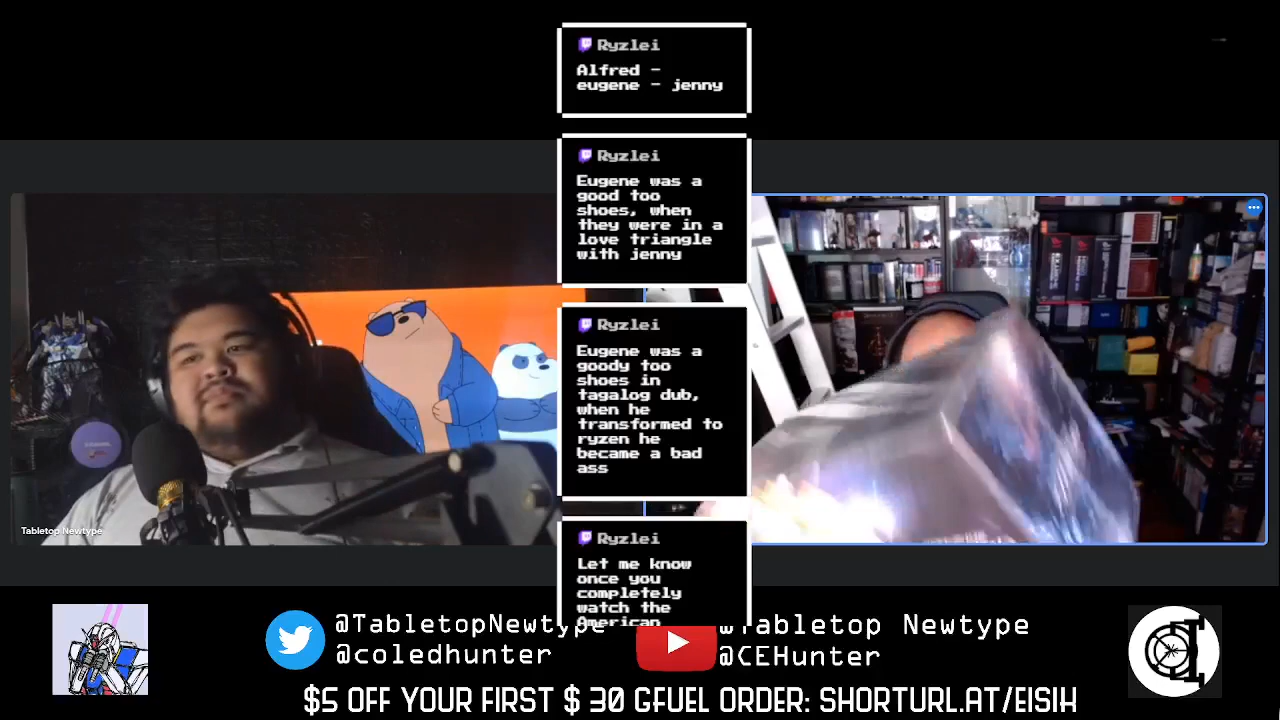 Ryzlei
Alfred -
eugene - jenny
Ryzlei
Eugene was a
good too
shoes, when
they were in a
love triangle
with jenny
Ryzlei
Eugene was a
goody too
shoes in
tagalog dub,
when he
transformed to
ryzen he
became a bad
ass
Ryzlei
Let me know
once you
completely
watch the
American
Tabletop Newtype
@TabletopNewtype
@coledhunter
@Tabletop Newtype
@CEHunter
$5 OFF YOUR FIRST $ 30 GFUEL ORDER: SHORTURL.AT/EISIH